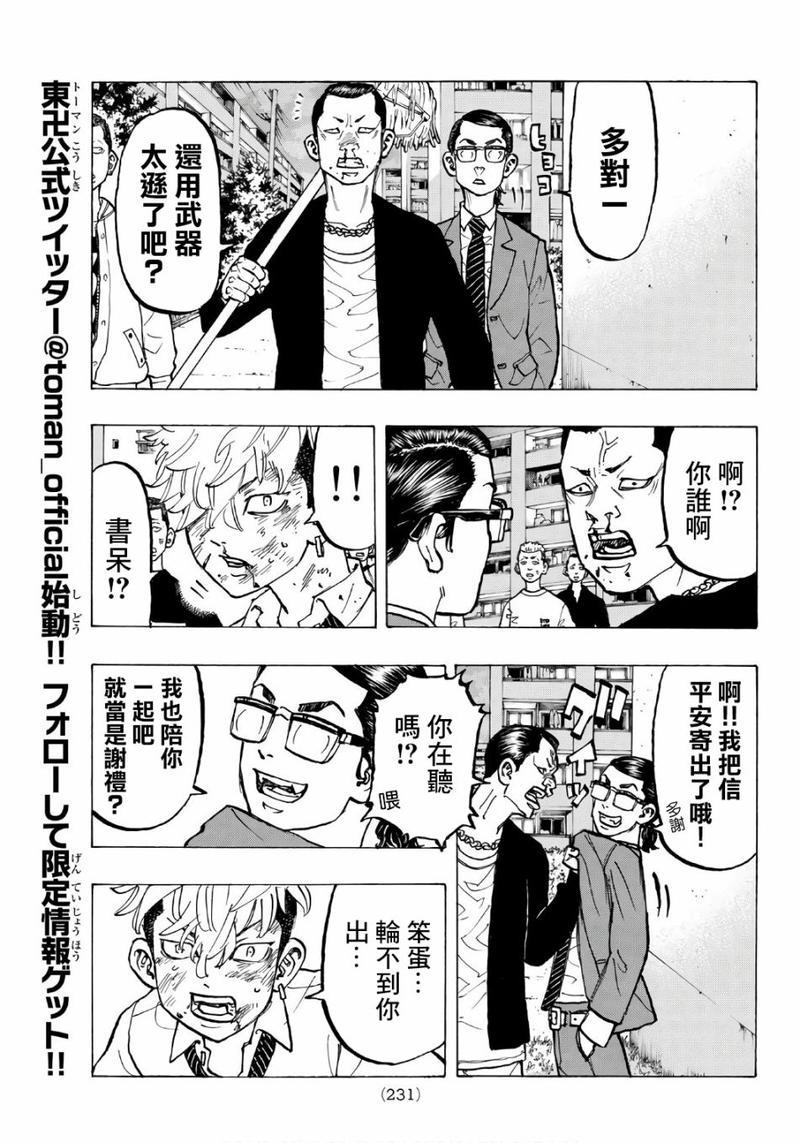 多對一
還用武器
太遜了吧？
ヒョコ
啊!?
你誰啊
!!
書呆!?
啊!!我把信
平安寄出了哦！
多謝
グイッ
你在聽
嗎!?
喂
我也陪你
一起吧
就當是謝禮？
笨蛋…
輪不到你
出…
東卍公式ツイッター@toman_official始動!! フォローして限定情報ゲット!!
トーマンこうしき
しどう
げんていじょうほう
(231)